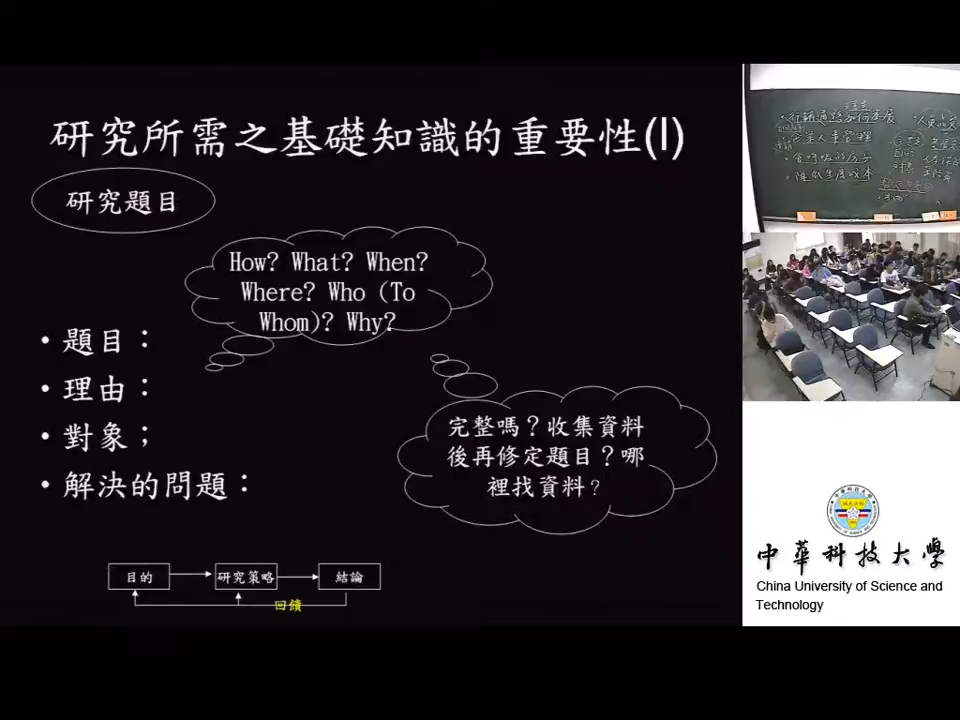 研究所需之基礎知識的重要性(I)
研究題目
How? What? When?
Where? Who (To
Whom)? Why?
• 題目：
• 理由：
• 對象；
• 解決的問題：
完整嗎？收集資料
後再修定題目？哪
裡找資料？
目的
研究策略
結論
回饋
中華科技大學
China University of Science and
Technology